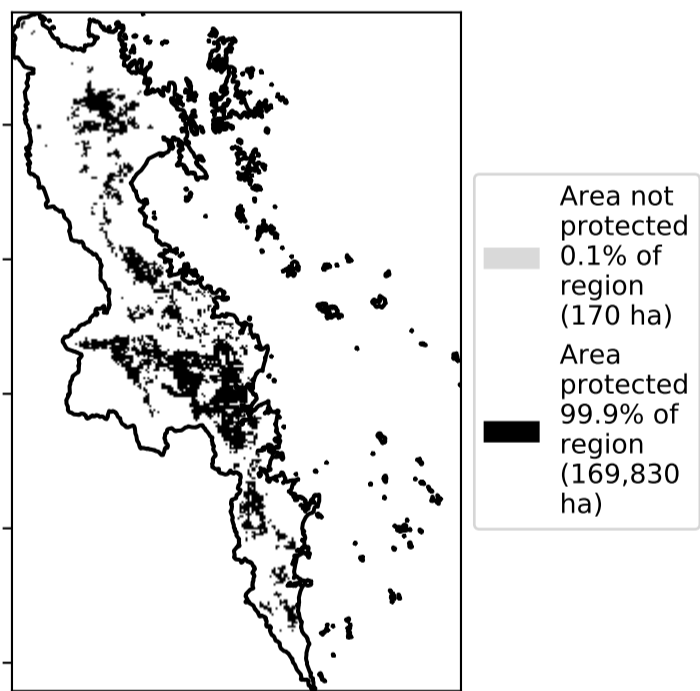 Area not
protected
0.1% of
region
(170 ha)
Area
protected
99.9% of
region
(169,830
ha)